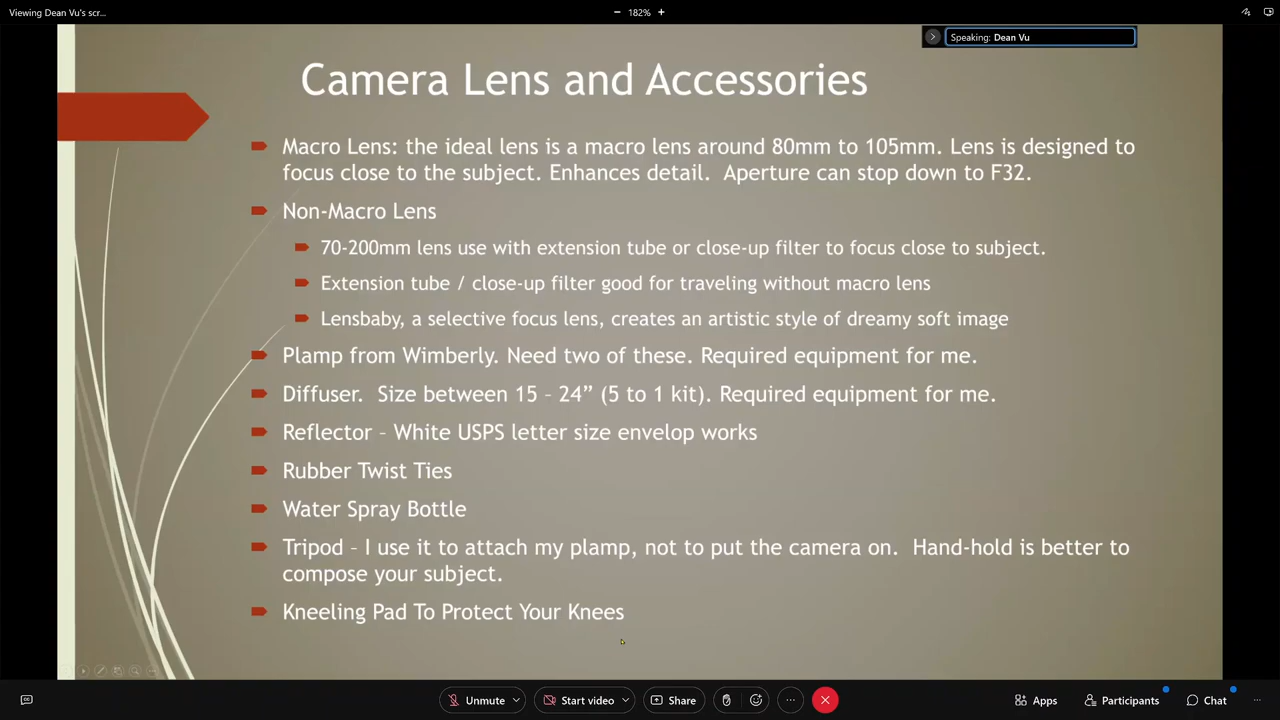 Viewing Dean Vu's scr...
− 182% +
Speaking: Dean Vu
Camera Lens and Accessories
Macro Lens: the ideal lens is a macro lens around 80mm to 105mm. Lens is designed to
focus close to the subject. Enhances detail.  Aperture can stop down to F32.
Non-Macro Lens
70-200mm lens use with extension tube or close-up filter to focus close to subject.
Extension tube / close-up filter good for traveling without macro lens
Lensbaby, a selective focus lens, creates an artistic style of dreamy soft image
Plamp from Wimberly. Need two of these. Required equipment for me.
Diffuser.  Size between 15 – 24” (5 to 1 kit). Required equipment for me.
Reflector – White USPS letter size envelop works
Rubber Twist Ties
Water Spray Bottle
Tripod – I use it to attach my plamp, not to put the camera on.  Hand-hold is better to
compose your subject.
Kneeling Pad To Protect Your Knees
Unmute Start video Share Apps Participants Chat